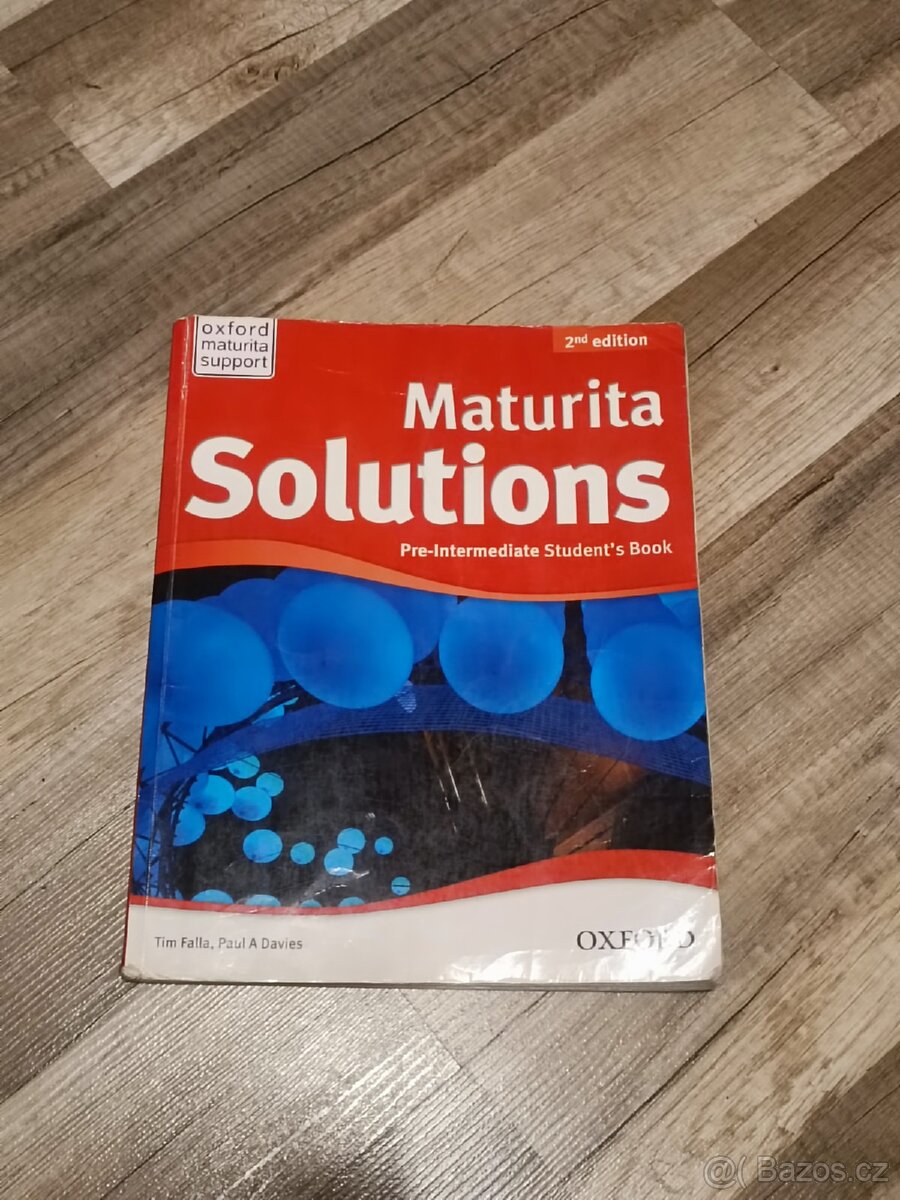 oxford
maturita
support
2nd edition
Maturita
Solutions
Pre-Intermediate Student's Book
Tim Falla, Paul A Davies
OXFORD
@( Bazos.cz